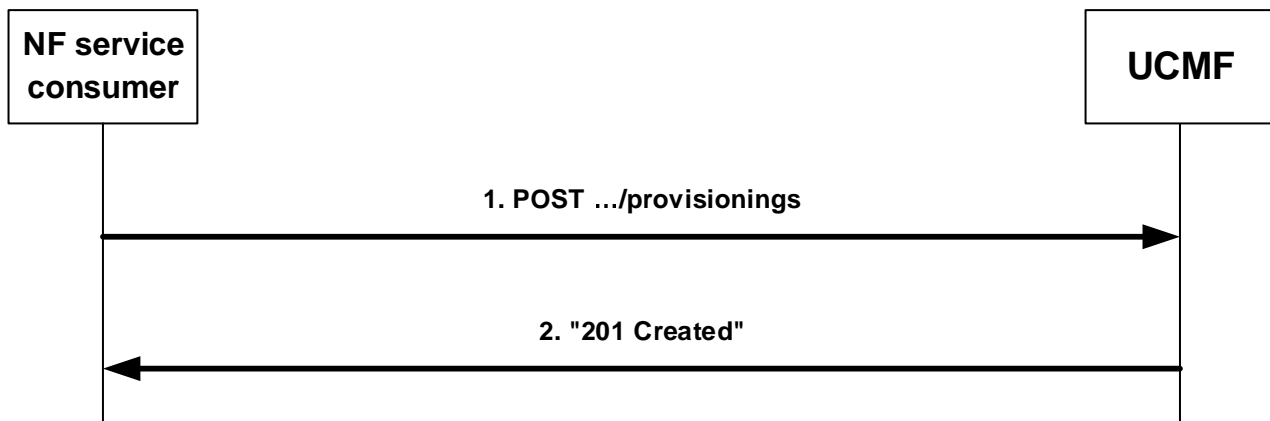 NF service
consumer
UCMF
1. POST …/provisionings
2. "201 Created"